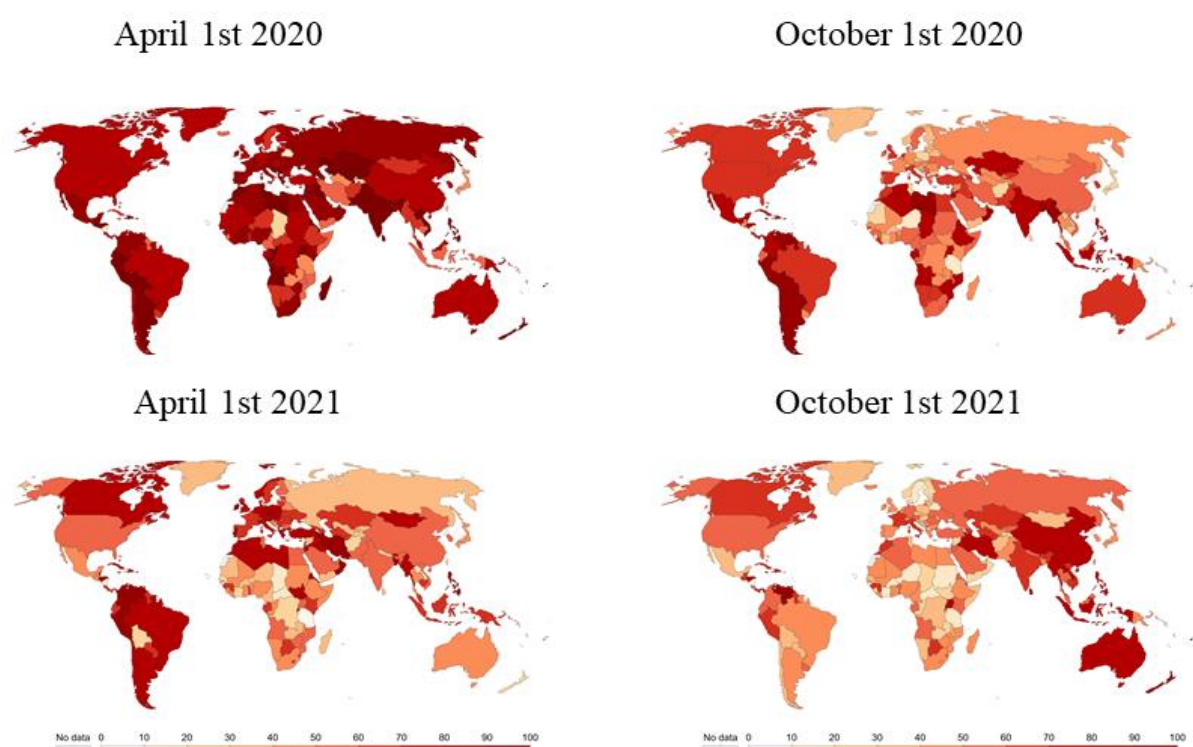 April 1st 2020
October 1st 2020
April 1st 2021
October 1st 2021
No data 0 10 20 30 40 50 60 70 80 90 100
No data 0 10 20 30 40 50 60 70 80 90 100